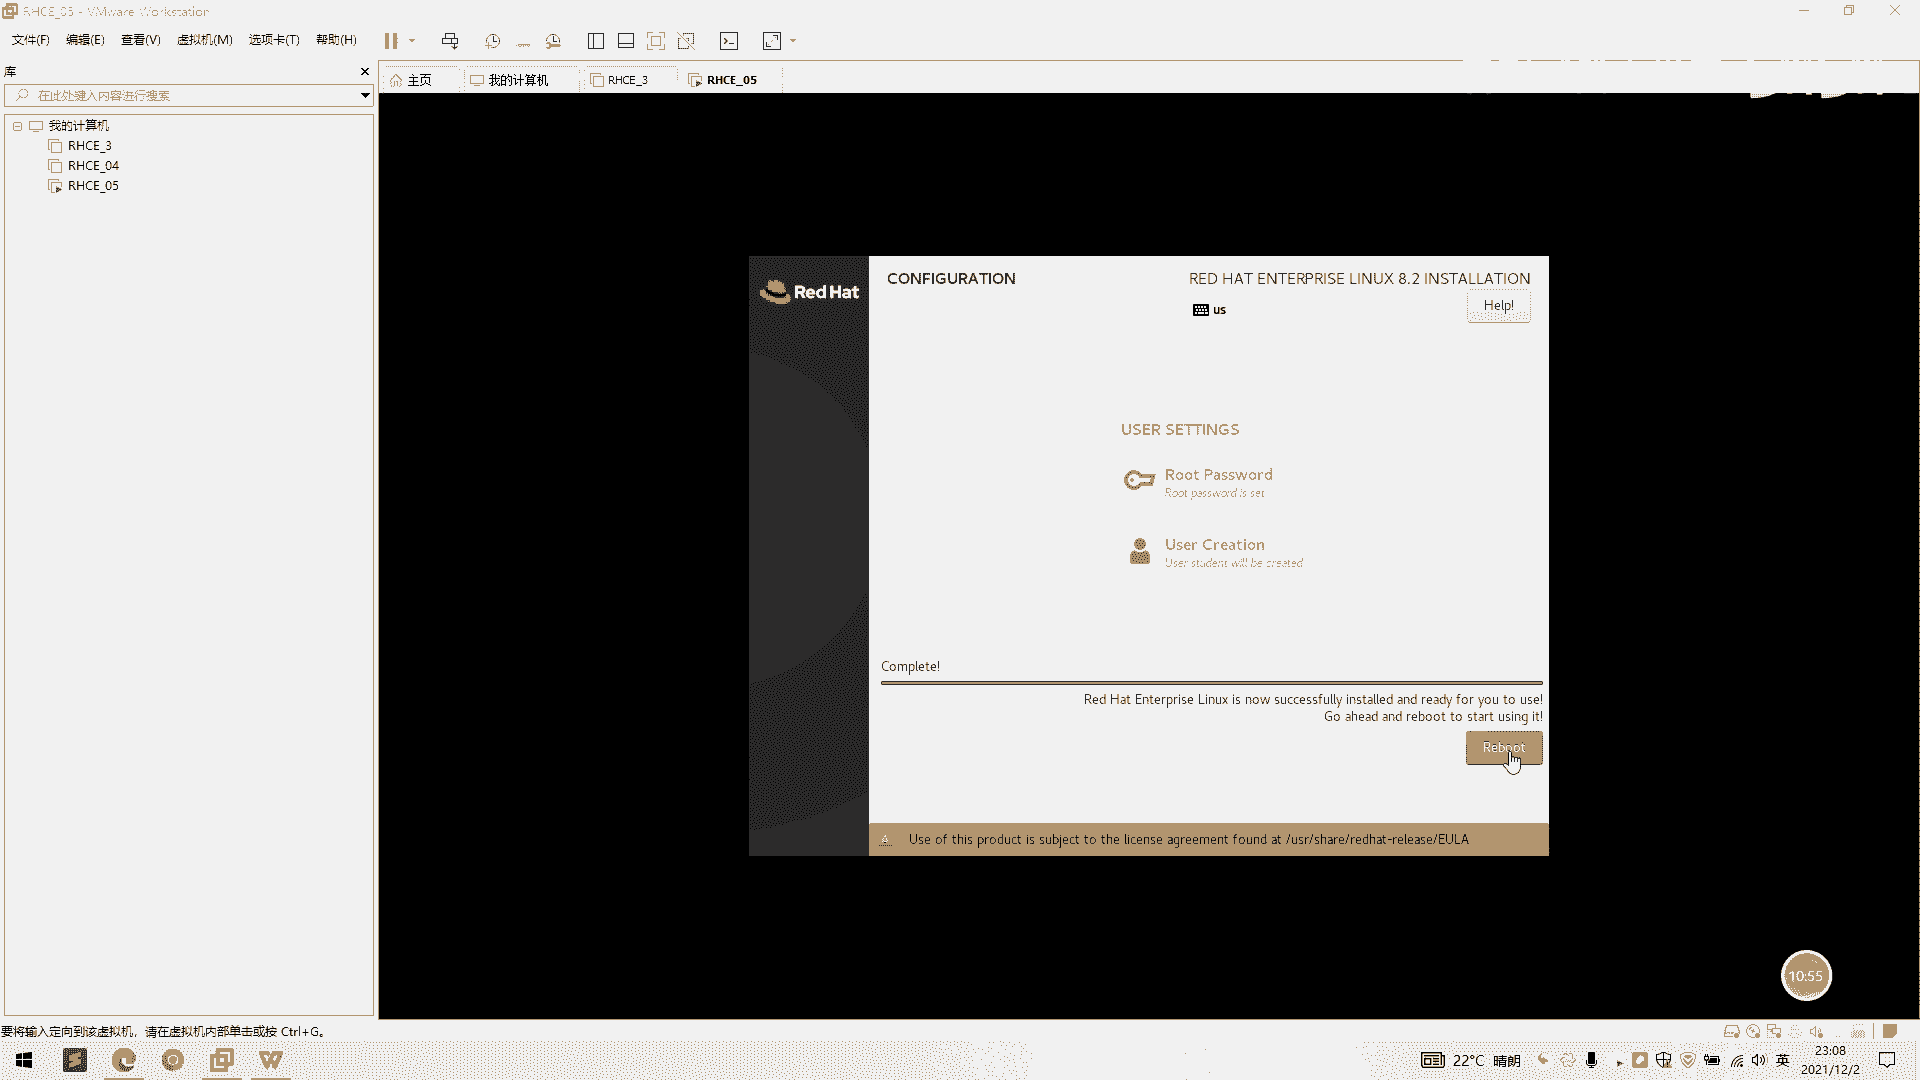 RHCE_05 - VMware Workstation
文件(F) 编辑(E) 查看(V) 虚拟机(M) 选项卡(T) 帮助(H)
库
主页 我的计算机 RHCE_3 RHCE_05
在此处键入内容进行搜索
我的计算机
RHCE_3
RHCE_04
RHCE_05
Red Hat
CONFIGURATION
RED HAT ENTERPRISE LINUX 8.2 INSTALLATION
us
Help!
USER SETTINGS
Root Password
Root password is set
User Creation
User student will be created
Complete!
Red Hat Enterprise Linux is now successfully installed and ready for you to use!
Go ahead and reboot to start using it!
Reboot
Use of this product is subject to the license agreement found at /usr/share/redhat-release/EULA
10:55
要将输入定向到该虚拟机，请在虚拟机内部单击或按 Ctrl+G。
22°C 晴朗
英
23:08
2021/12/2